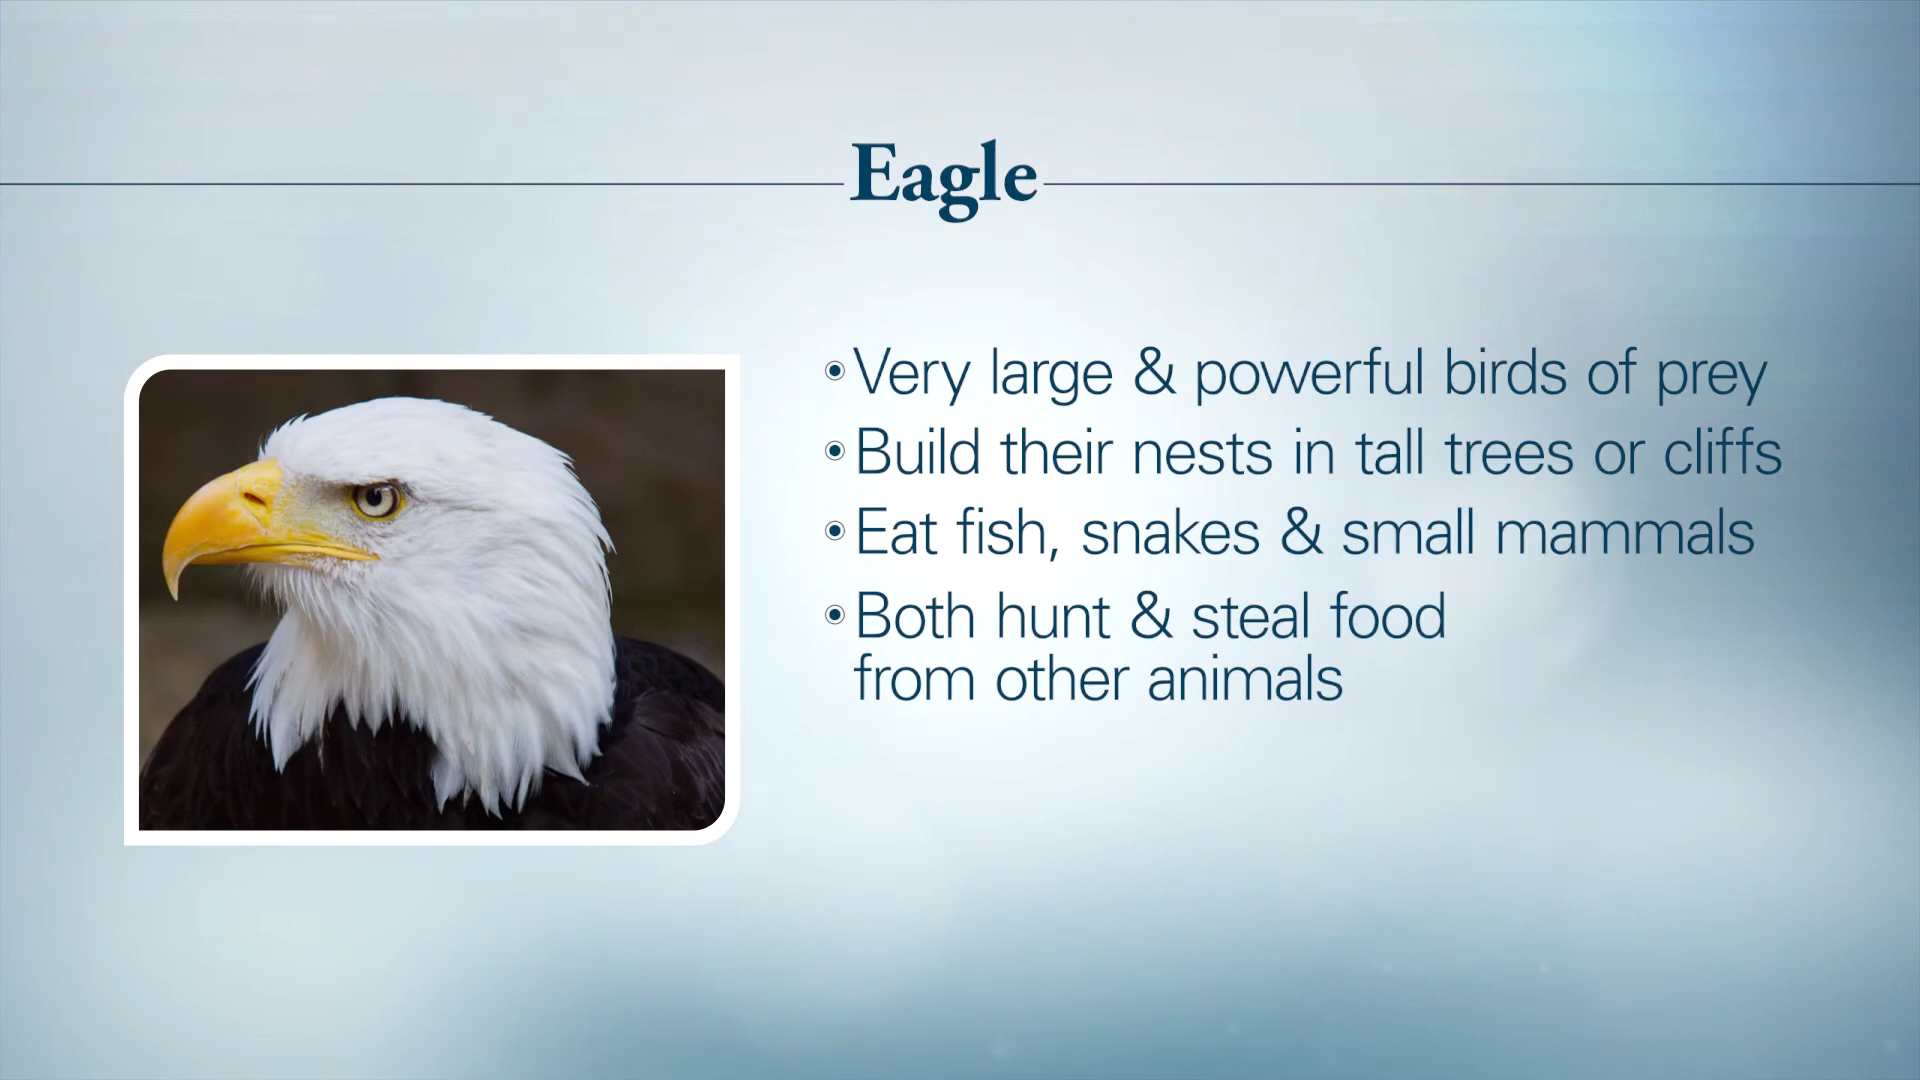 Eagle
• Very large & powerful birds of prey
• Build their nests in tall trees or cliffs
• Eat fish, snakes & small mammals
• Both hunt & steal food
from other animals